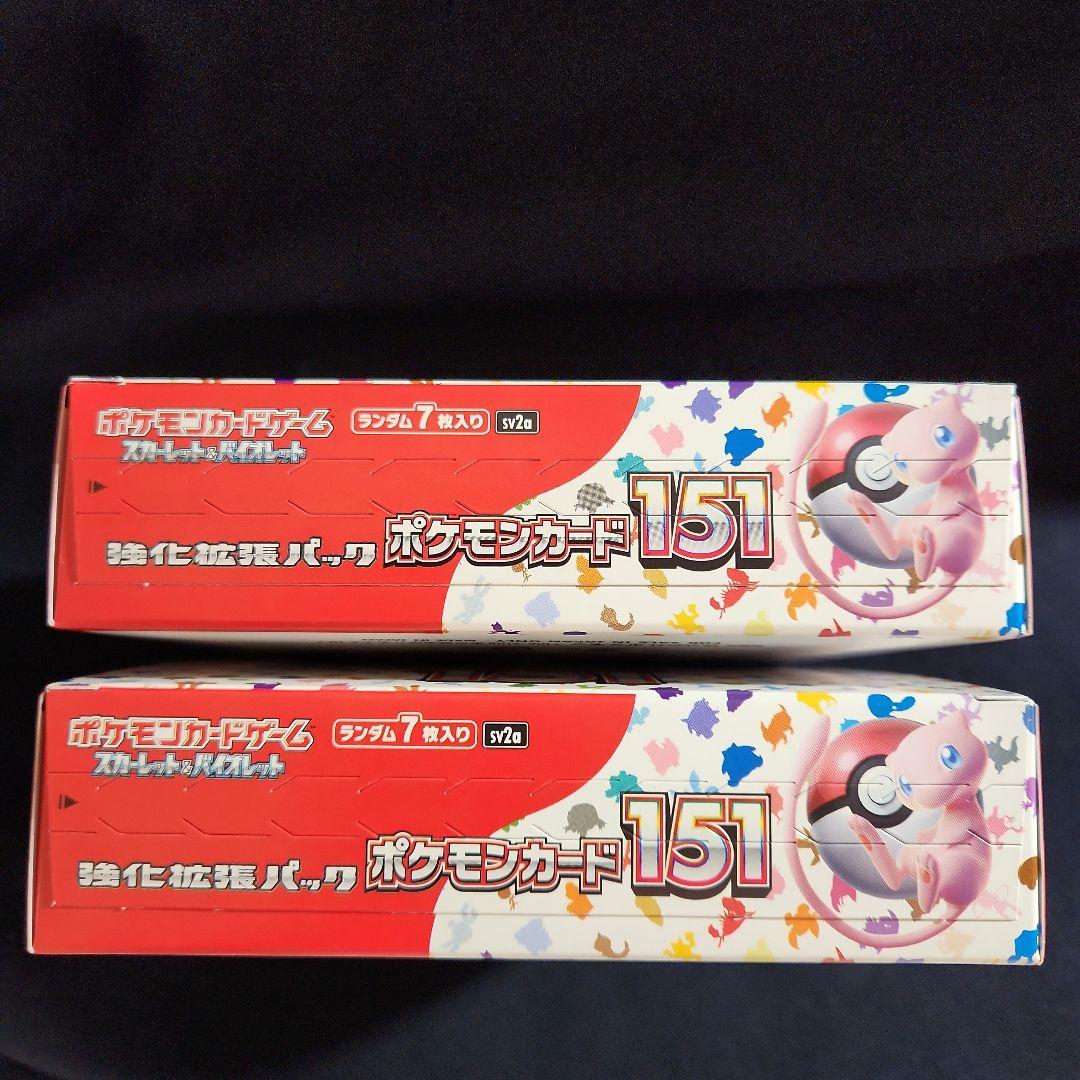 ポケモンカードゲーム
スカーレット&バイオレット
ランダム7枚入り
sv2a
強化拡張パック
ポケモンカード151
ポケモンカードゲーム
スカーレット&バイオレット
ランダム7枚入り
sv2a
強化拡張パック
ポケモンカード151